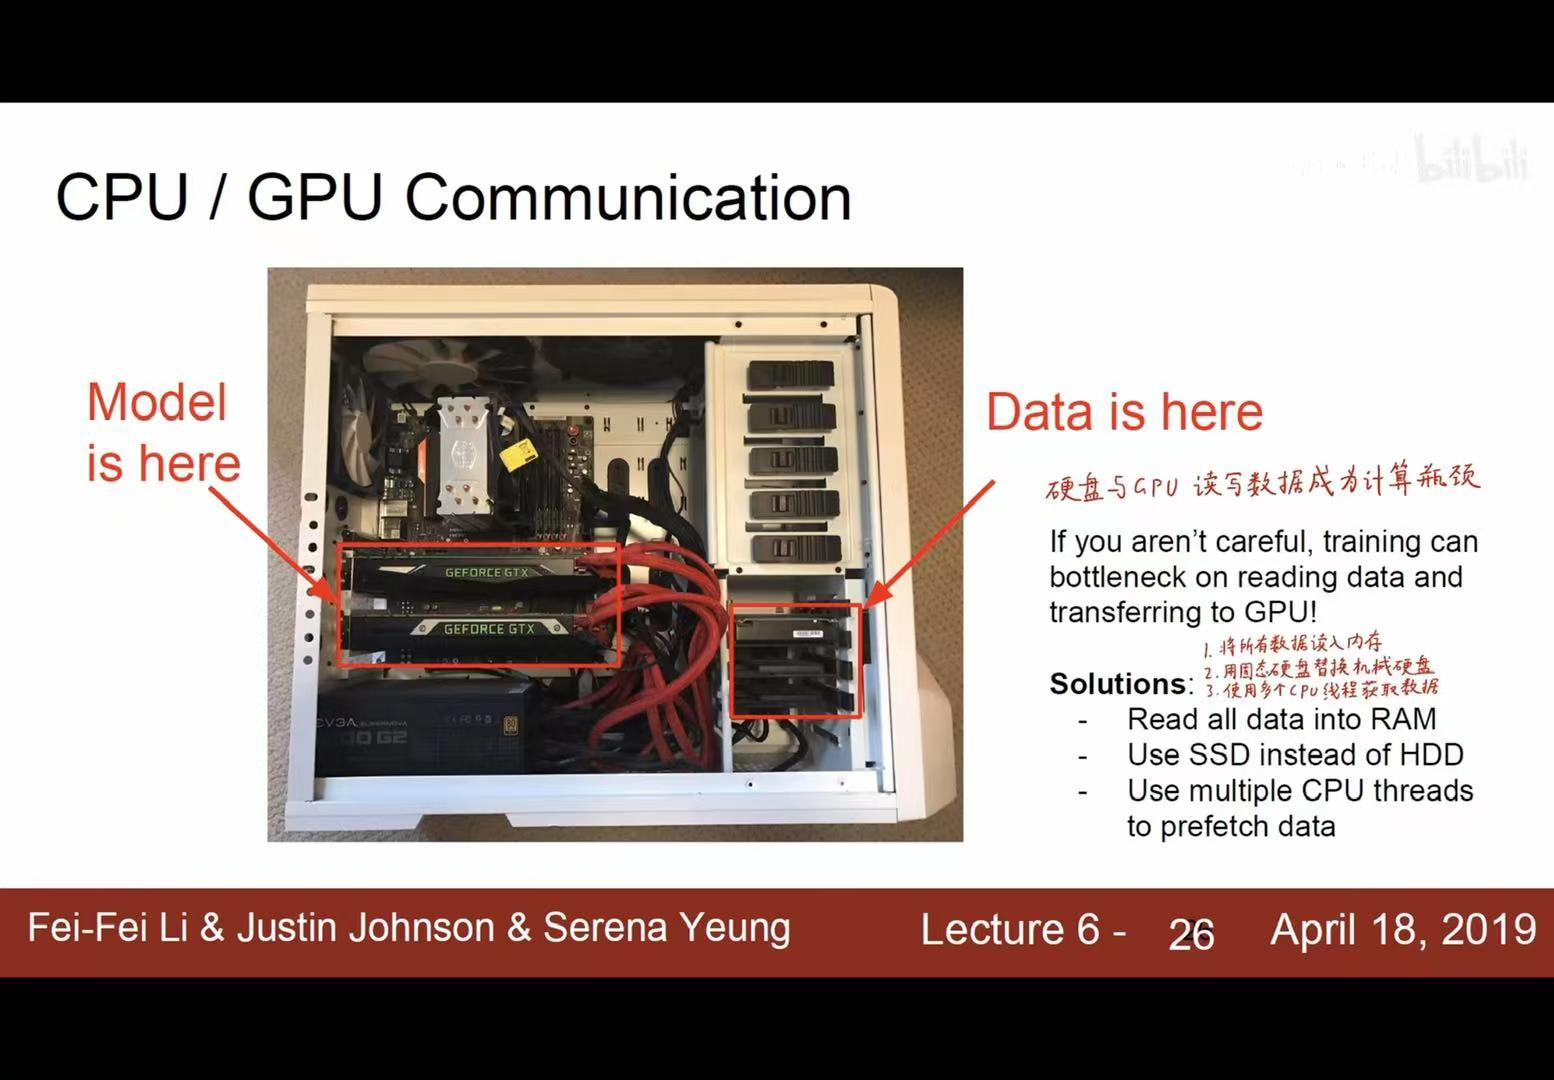 bilibili
CPU / GPU Communication
Model
is here
Data is here
硬盘与GPU 读写数据成为计算瓶颈
If you aren't careful, training can
bottleneck on reading data and
transferring to GPU!
1. 将所有数据读入内存
2. 用固态硬盘替换机械硬盘
3. 使用多个CPU线程获取数据
Solutions:
- Read all data into RAM
- Use SSD instead of HDD
- Use multiple CPU threads
to prefetch data
GEFORCE GTX
GEFORCE GTX
EVGA SUPERNOVA
G2
Fei-Fei Li & Justin Johnson & Serena Yeung
Lecture 6 - 26
April 18, 2019